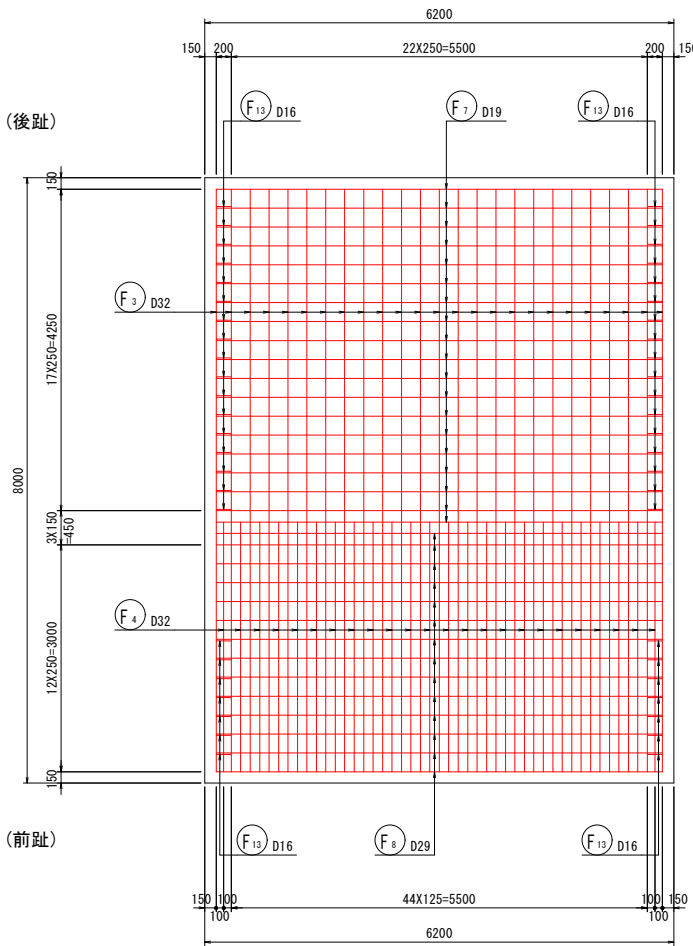 6200
150 200 22X250=5500 200 150
F13 D16
F7 D19
F13 D16
(後趾)
150
F3 D32
17X250=4250
8000
3X150
=450
F4 D32
12X250=3000
150
(前趾)
F13 D16
F8 D29
F13 D16
150 100 44X125=5500 100 150
100 100
6200